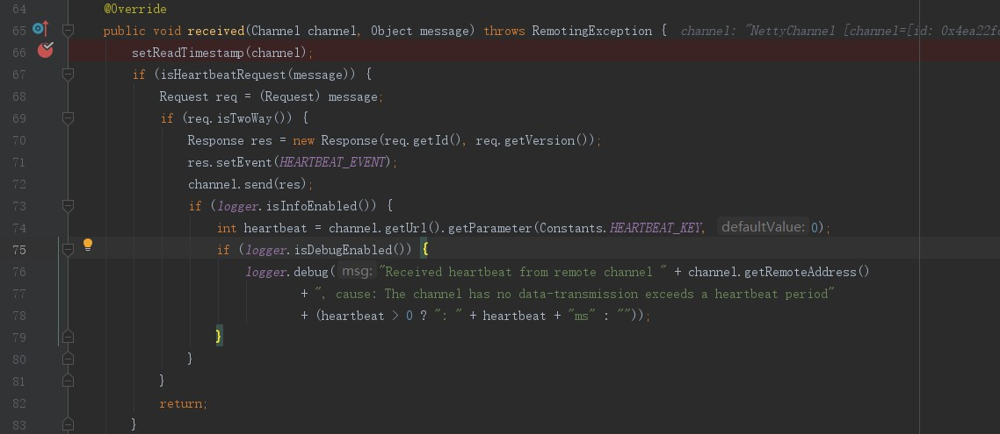 64 @Override
65 public void received(Channel channel, Object message) throws RemotingException { channel: "NettyChannel [channel=[id: 0x4ea22f
66 setReadTimestamp(channel);
67 if (isHeartbeatRequest(message)) {
68 Request req = (Request) message;
69 if (req.isTwoWay()) {
70 Response res = new Response(req.getId(), req.getVersion());
71 res.setEvent(HEARTBEAT_EVENT);
72 channel.send(res);
73 if (logger.isInfoEnabled()) {
74 int heartbeat = channel.getUrl().getParameter(Constants.HEARTBEAT_KEY, defaultValue: 0);
75 if (logger.isDebugEnabled()) {
76 logger.debug( msg: "Received heartbeat from remote channel " + channel.getRemoteAddress()
77 + ", cause: The channel has no data-transmission exceeds a heartbeat period"
78 + (heartbeat > 0 ? ": " + heartbeat + "ms" : ""));
79 }
80 }
81 }
82 return;
83 }